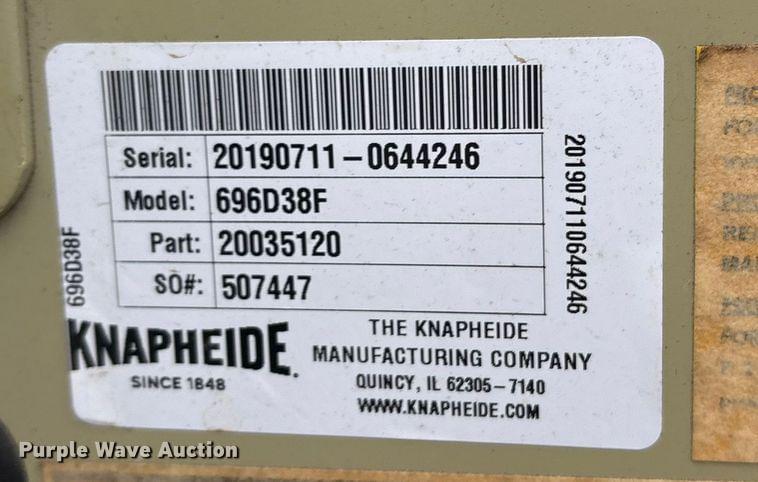 Serial: 20190711-0644246
Model: 696D38F
Part: 20035120
SO#: 507447
696D38F
201907110644246
KNAPHEIDE
SINCE 1848
THE KNAPHEIDE
MANUFACTURING COMPANY
QUINCY, IL 62305-7140
WWW.KNAPHEIDE.COM
Purple Wave Auction